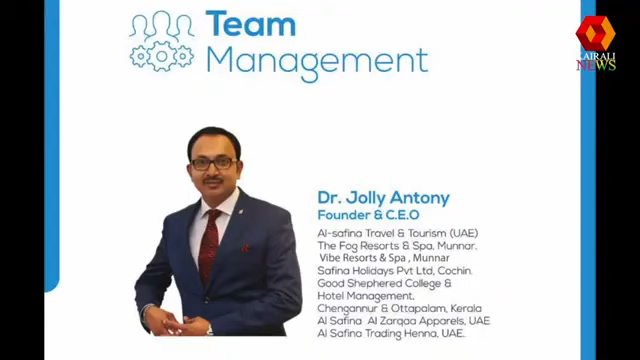 Team
Management
KAIRALI
NEWS
Dr. Jolly Antony
Founder & C.E.O
Al-safina Travel & Tourism (UAE)
The Fog Resorts & Spa, Munnar.
Vibe Resorts & Spa , Munnar
Safina Holidays Pvt Ltd, Cochin.
Good Shephered College &
Hotel Management,
Chengannur & Ottapalam, Kerala
Al Safina Al Zarqaa Apparels, UAE
Al Safina Trading Henna, UAE.